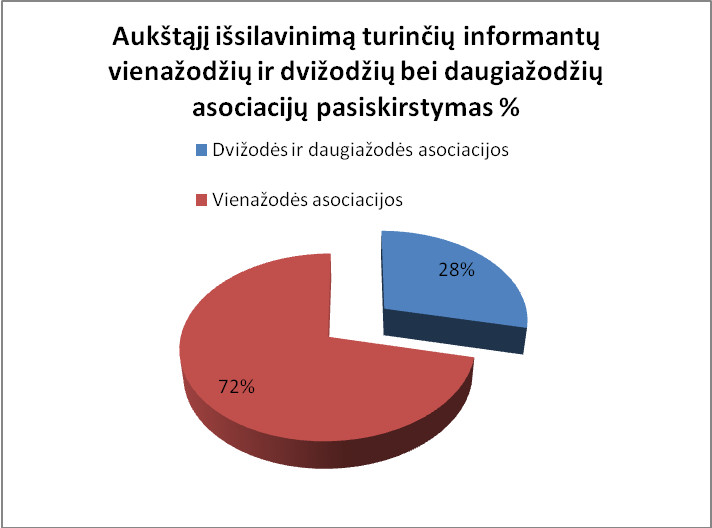 Aukštąjį išsilavinimą turinčių informantų
vienažodžių ir dvižodžių bei daugiažodžių
asociacijų pasiskirstymas %
Dvižodės ir daugiažodės asociacijos
Vienažodės asociacijos
28%
72%